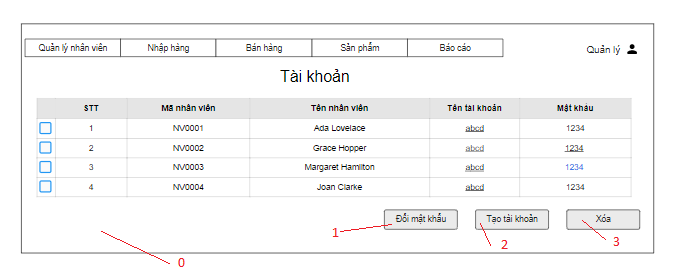 Quản lý nhân viên Nhập hàng Bán hàng Sản phẩm Báo cáo Quản lý
Tài khoản
STT Mã nhân viên Tên nhân viên Tên tài khoản Mật khẩu
1 NV0001 Ada Lovelace abcd 1234
2 NV0002 Grace Hopper abcd 1234
3 NV0003 Margaret Hamilton abcd 1234
4 NV0004 Joan Clarke abcd 1234
Đổi mật khẩu Tạo tài khoản Xóa
1 2 3
0